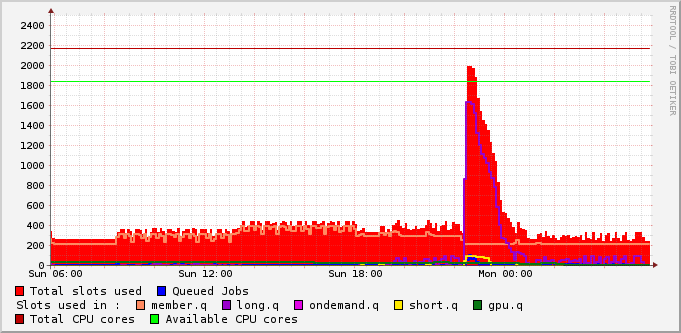 RRDTOOL / TOBI OETIKER
2400
2200
2000
1800
1600
1400
1200
1000
800
600
400
200
0
Sun 06:00 Sun 12:00 Sun 18:00 Mon 00:00
Total slots used Queued Jobs
Slots used in : member.q long.q ondemand.q short.q gpu.q
Total CPU cores Available CPU cores